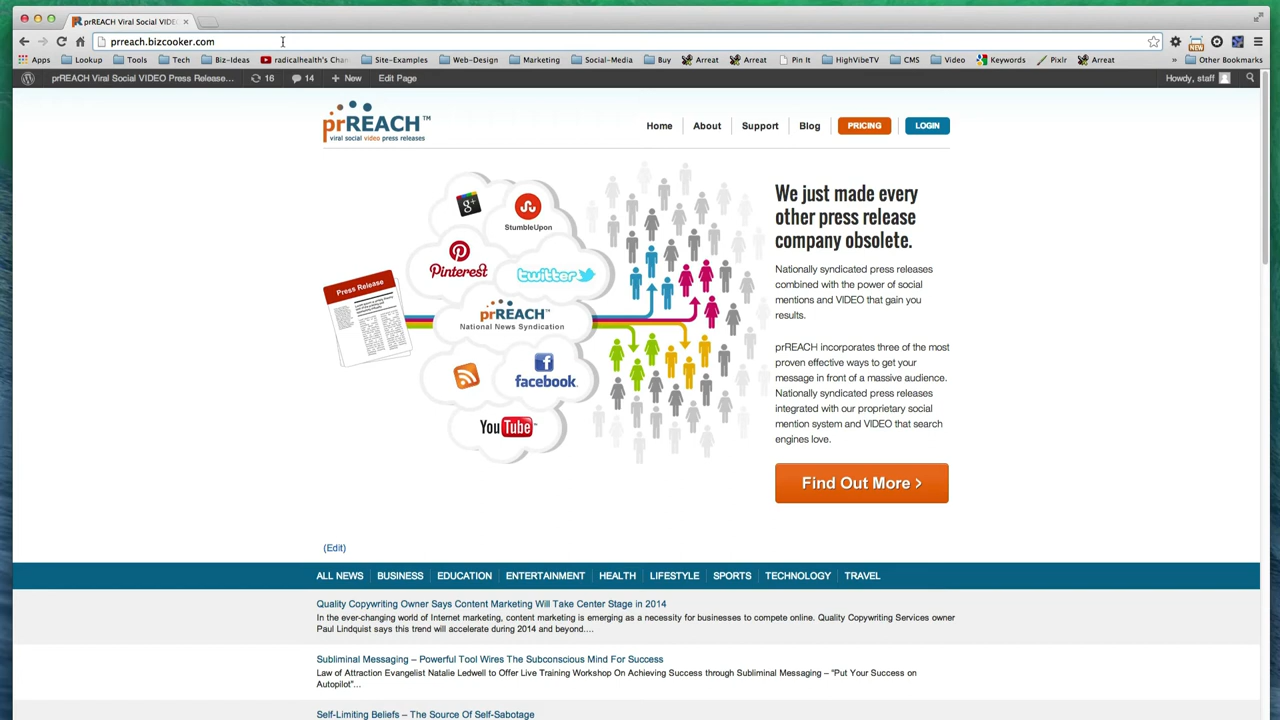 prREACH Viral Social VIDE
prreach.bizcooker.com
NEW
Apps Lookup Tools Tech Biz-Ideas radicalhealth's Chan Site-Examples Web-Design Marketing Social-Media Buy Arreat Arreat Pin It HighVibeTV CMS Video Keywords Pixlr Arreat » Other Bookmarks
prREACH Viral Social VIDEO Press Release... 16 14 + New Edit Page Howdy, staff
prREACH™
viral social video press releases
Home About Support Blog PRICING LOGIN
g+
StumbleUpon
Pinterest
twitter
Press Release
prREACH™
National News Syndication
facebook
YouTube
We just made every
other press release
company obsolete.
Nationally syndicated press releases
combined with the power of social
mentions and VIDEO that gain you
results.
prREACH incorporates three of the most
proven effective ways to get your
message in front of a massive audience.
Nationally syndicated press releases
integrated with our proprietary social
mention system and VIDEO that search
engines love.
Find Out More >
(Edit)
ALL NEWS BUSINESS EDUCATION ENTERTAINMENT HEALTH LIFESTYLE SPORTS TECHNOLOGY TRAVEL
Quality Copywriting Owner Says Content Marketing Will Take Center Stage in 2014
In the ever-changing world of Internet marketing, content marketing is emerging as a necessity for businesses to compete online. Quality Copywriting Services owner
Paul Lindquist says this trend will accelerate during 2014 and beyond....
Subliminal Messaging – Powerful Tool Wires The Subconscious Mind For Success
Law of Attraction Evangelist Natalie Ledwell to Offer Live Training Workshop On Achieving Success through Subliminal Messaging – "Put Your Success on
Autopilot"...
Self-Limiting Beliefs – The Source Of Self-Sabotage